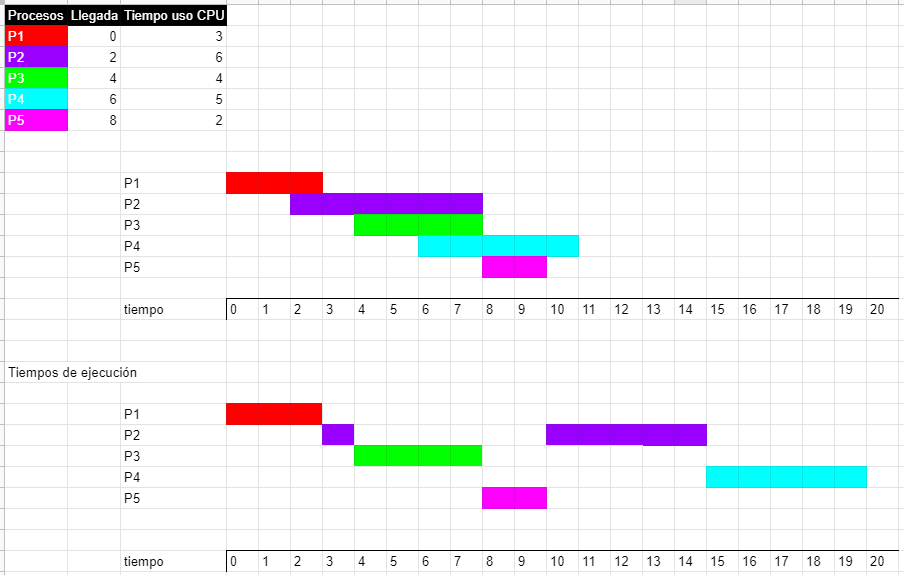 Procesos Llegada Tiempo uso CPU
P1 0 3
P2 2 6
P3 4 4
P4 6 5
P5 8 2
P1
P2
P3
P4
P5
tiempo 0 1 2 3 4 5 6 7 8 9 10 11 12 13 14 15 16 17 18 19 20
Tiempos de ejecución
P1
P2
P3
P4
P5
tiempo 0 1 2 3 4 5 6 7 8 9 10 11 12 13 14 15 16 17 18 19 20